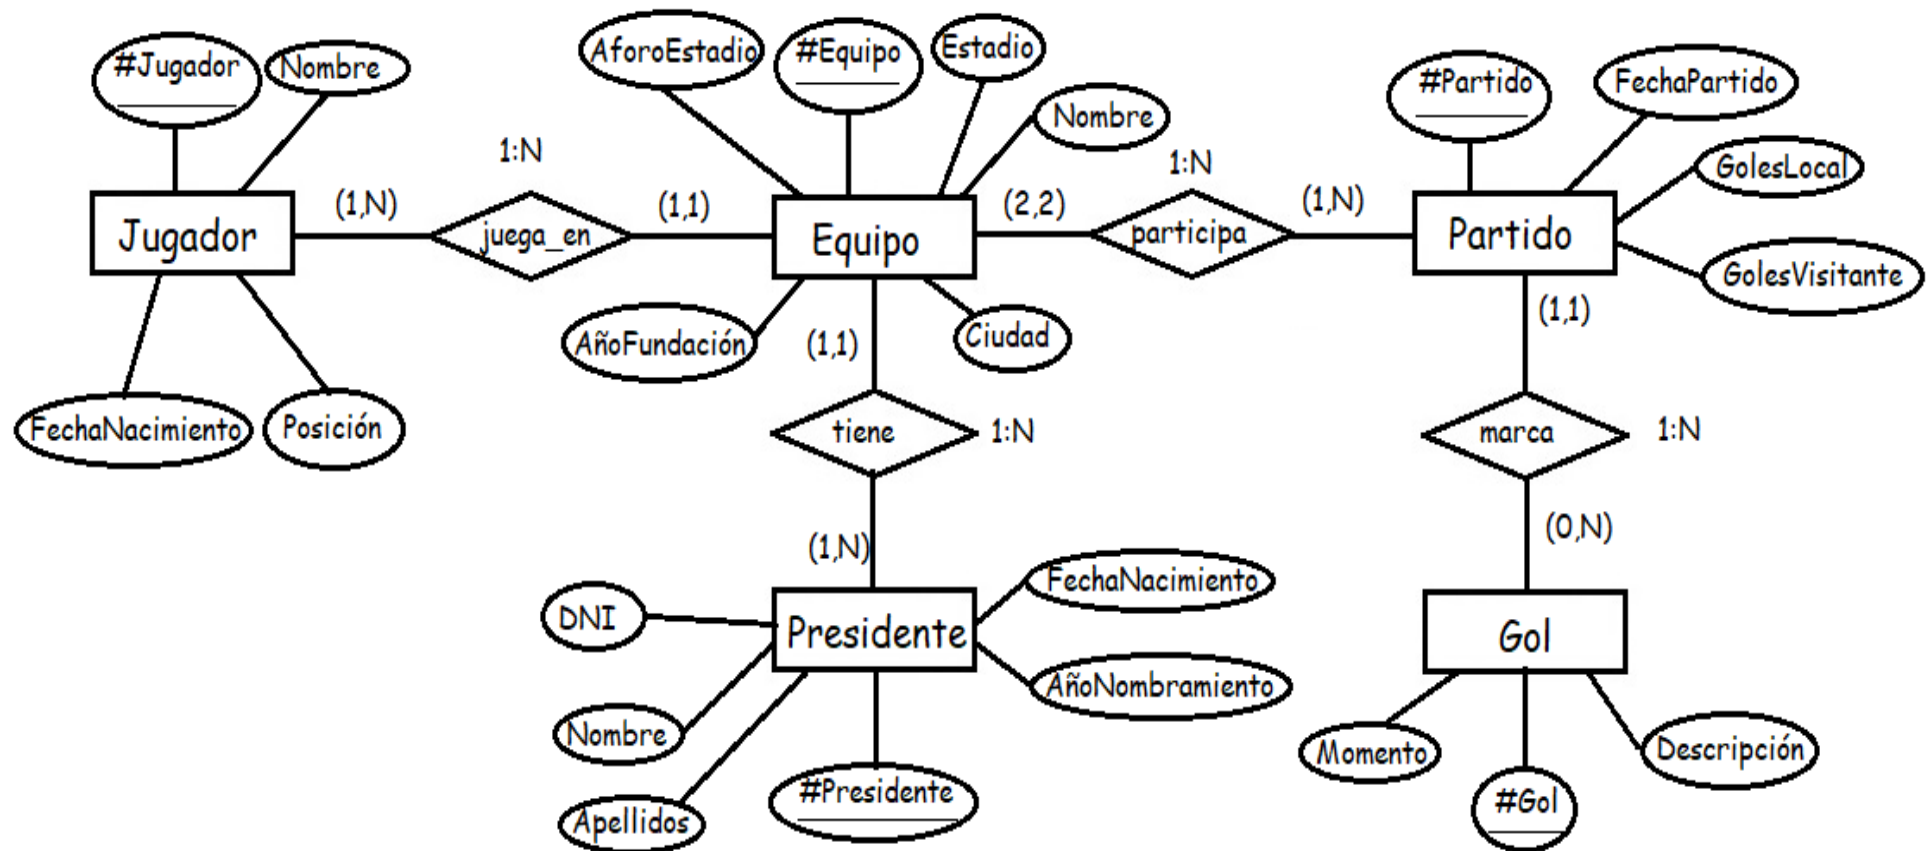 #Jugador
Nombre
AforoEstadio
#Equipo
Estadio
Nombre
#Partido
FechaPartido
GolesLocal
GolesVisitante
1:N
1:N
Jugador
(1,N)
juega_en
(1,1)
Equipo
(2,2)
participa
(1,N)
Partido
FechaNacimiento
Posición
AñoFundación
(1,1)
Ciudad
(1,1)
tiene
1:N
marca
1:N
(1,N)
(0,N)
DNI
Presidente
FechaNacimiento
AñoNombramiento
Nombre
Apellidos
#Presidente
Gol
Momento
#Gol
Descripción